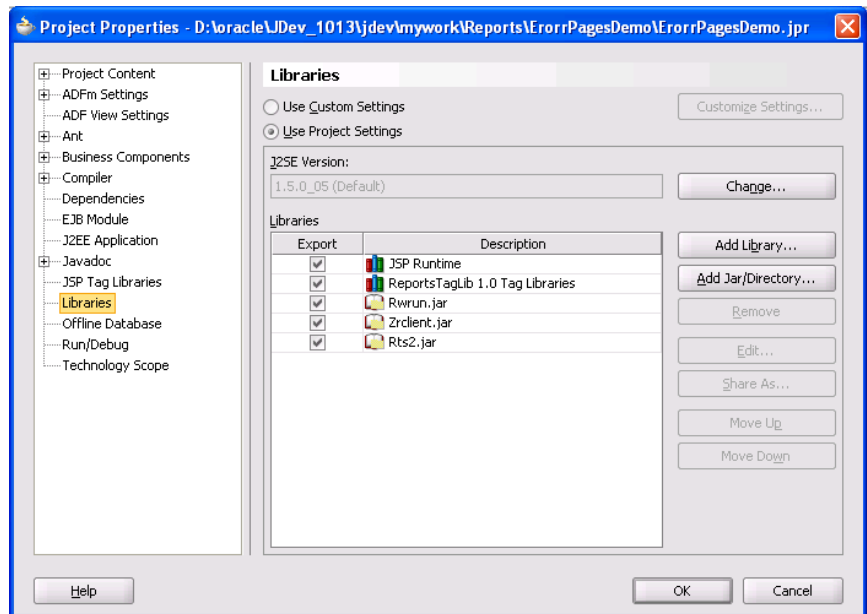 Project Properties - D:\oracle\JDev_1013\jdev\mywork\Reports\ErorrPagesDemo\ErorrPagesDemo.jpr
Project Content
ADFm Settings
ADF View Settings
Ant
Business Components
Compiler
Dependencies
EJB Module
J2EE Application
Javadoc
JSP Tag Libraries
Libraries
Offline Database
Run/Debug
Technology Scope
Libraries
Use Custom Settings
Customize Settings...
Use Project Settings
J2SE Version:
1.5.0_05 (Default)
Change...
Libraries
Export Description
JSP Runtime
ReportsTagLib 1.0 Tag Libraries
Rwrun.jar
Zrclient.jar
Rts2.jar
Add Library...
Add Jar/Directory...
Remove
Edit...
Share As...
Move Up
Move Down
Help
OK
Cancel